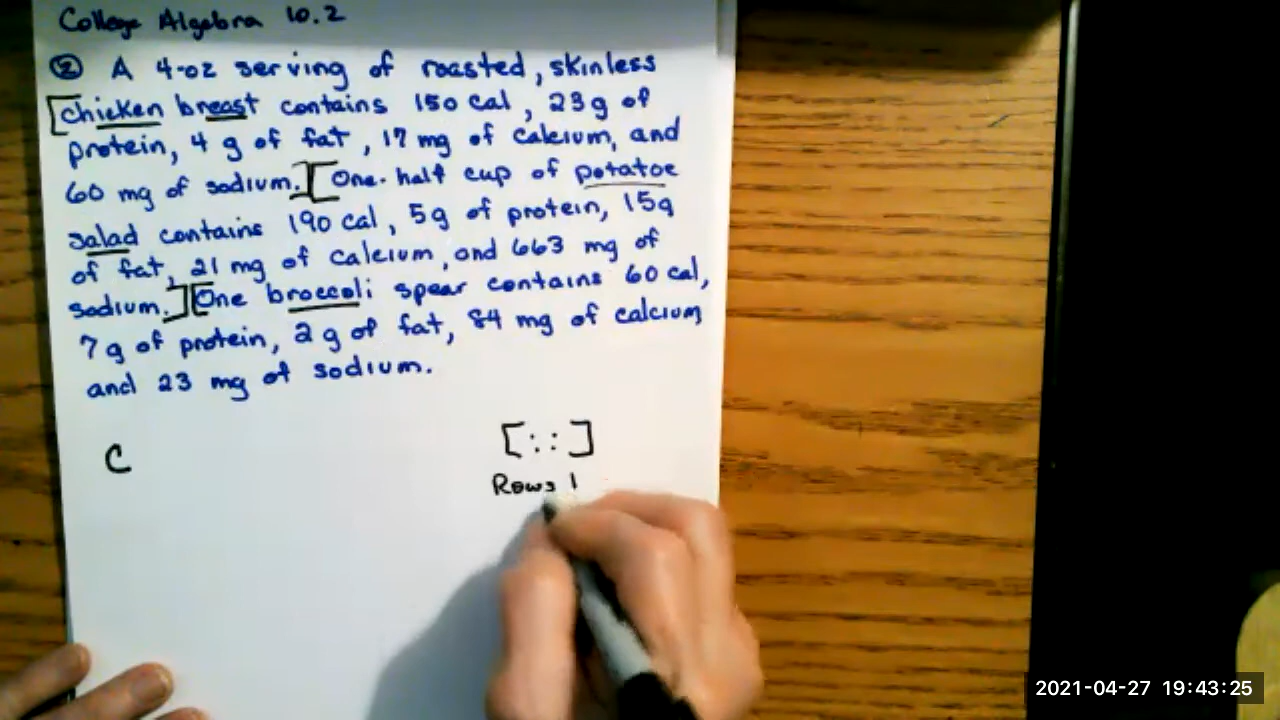 College Algebra 10.2
② A 4-oz serving of roasted, skinless
chicken breast contains 150 cal, 23g of
protein, 4 g of fat, 17 mg of calcium, and
60 mg of sodium. One-half cup of potatoe
salad contains 190 cal, 5g of protein, 15g
of fat, 21 mg of calcium, and 663 mg of
sodium. One broccoli spear contains 60 cal,
7g of protein, 2g of fat, 84 mg of calcium,
and 23 mg of sodium.
C
[: :]
Rows 1
2021-04-27 19:43:25